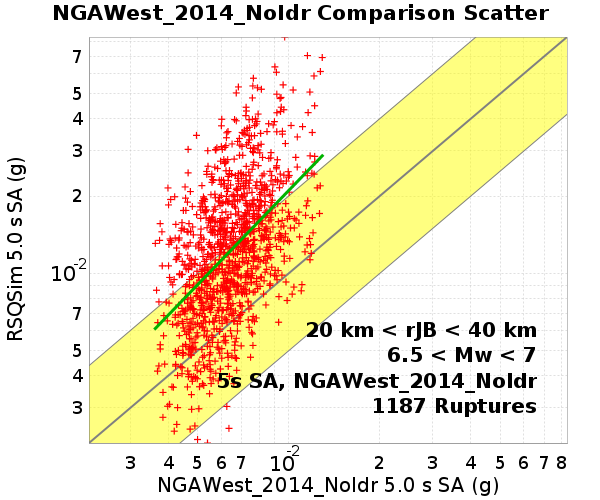 NGAWest_2014_NoIdr Comparison Scatter
7
5
4
3
2
10-2
7
5
4
3
RSQSim 5.0 s SA (g)
20 km < rJB < 40 km
6.5 < Mw < 7
5s SA, NGAWest_2014_NoIdr
1187 Ruptures
3 4 5 6 7 10-2 2 3 4 5 6 7 8
NGAWest_2014_NoIdr 5.0 s SA (g)